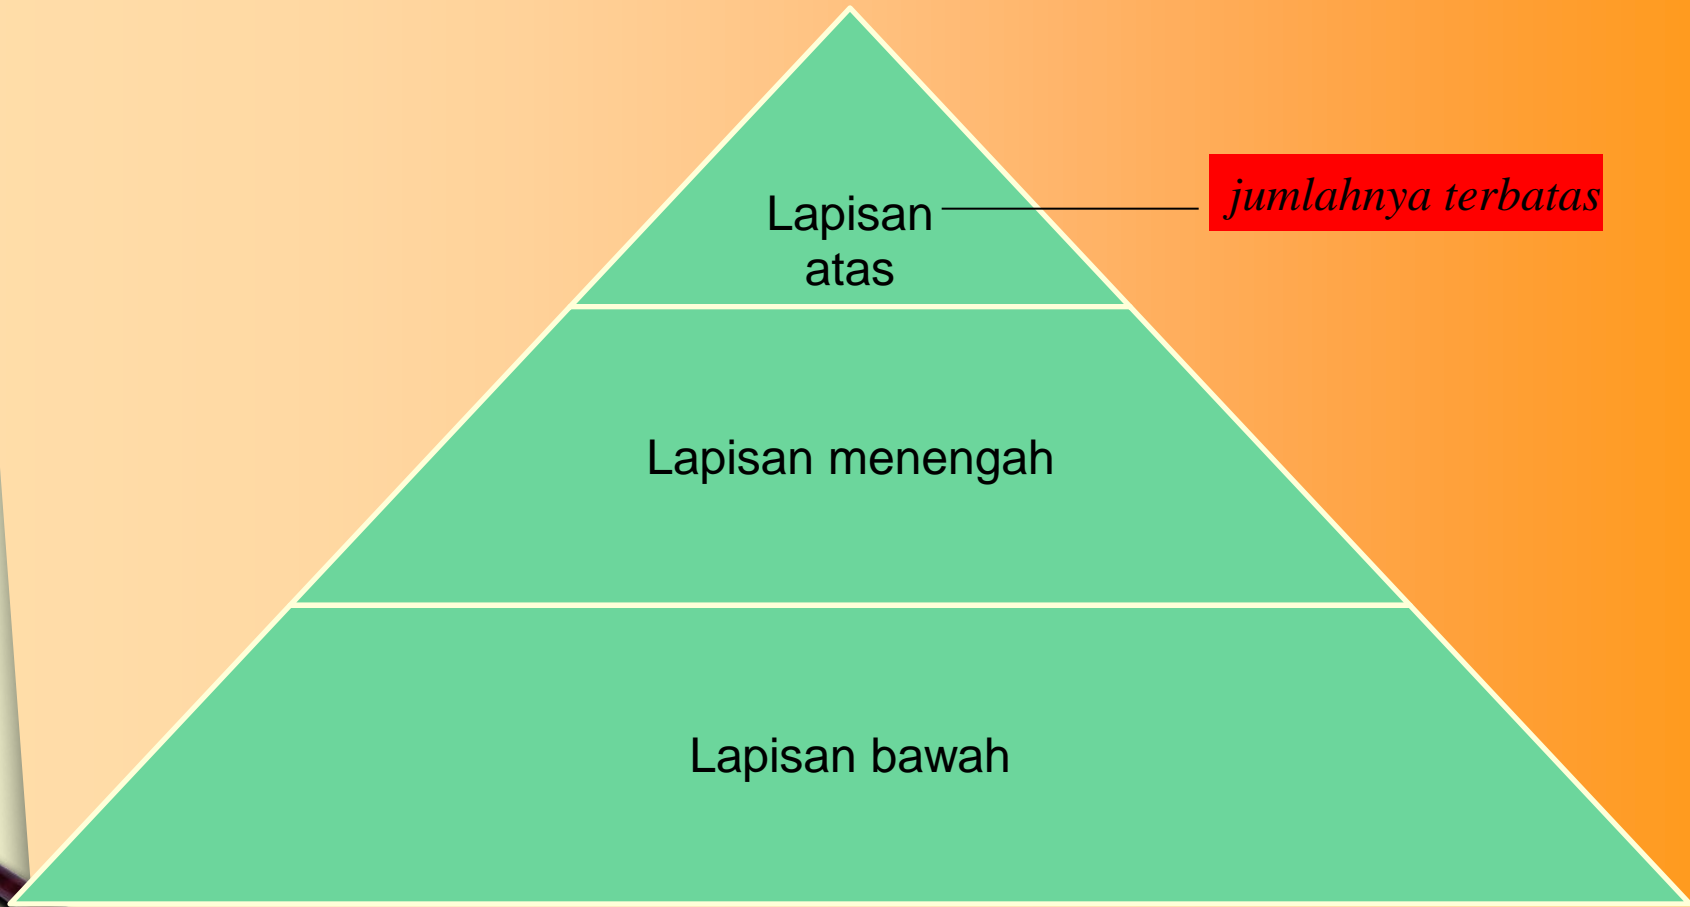 Lapisan
atas
jumlahnya terbatas
Lapisan menengah
Lapisan bawah